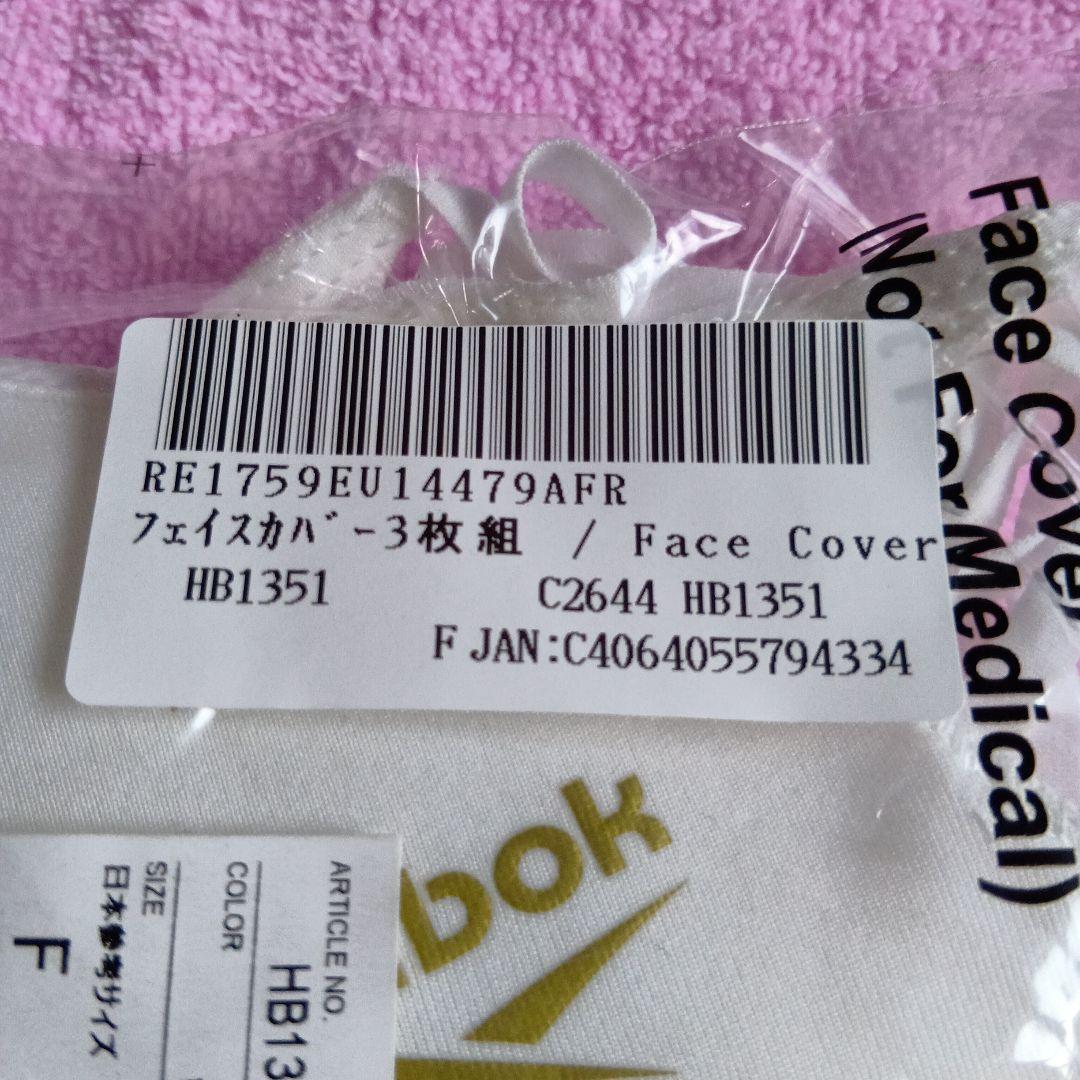 Face Cover
(Not For Medical)
RE1759EU14479AFR
フェイスカバー3枚組 / Face Cover
HB1351 C2644 HB1351
F JAN:C4064055794334
bok
ARTICLE NO.
HB13
COLOR
SIZE
日本参考サイズ
F